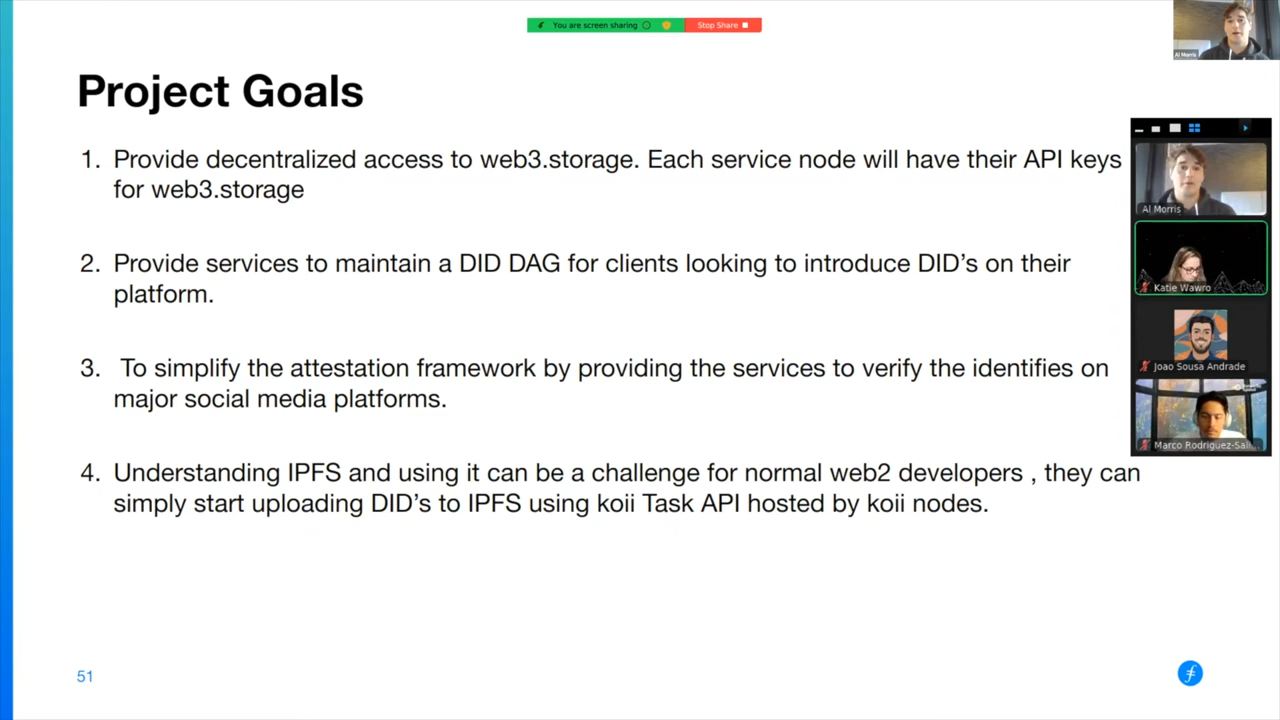 You are screen sharing
Stop Share
Al Morris
Project Goals
1. Provide decentralized access to web3.storage. Each service node will have their API keys
for web3.storage
2. Provide services to maintain a DID DAG for clients looking to introduce DID's on their
platform.
3. To simplify the attestation framework by providing the services to verify the identifies on
major social media platforms.
4. Understanding IPFS and using it can be a challenge for normal web2 developers , they can
simply start uploading DID's to IPFS using koii Task API hosted by koii nodes.
Al Morris
Katie Wawro
Joao Sousa Andrade
Marco Rodriguez-Sali...
51